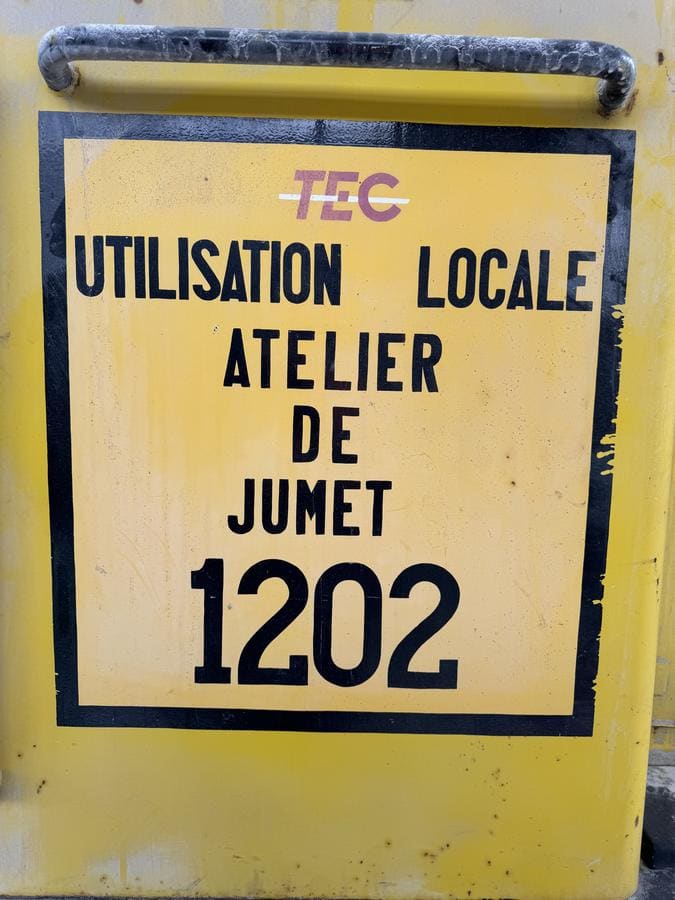 TEC
UTILISATION LOCALE
ATELIER
DE
JUMET
1202